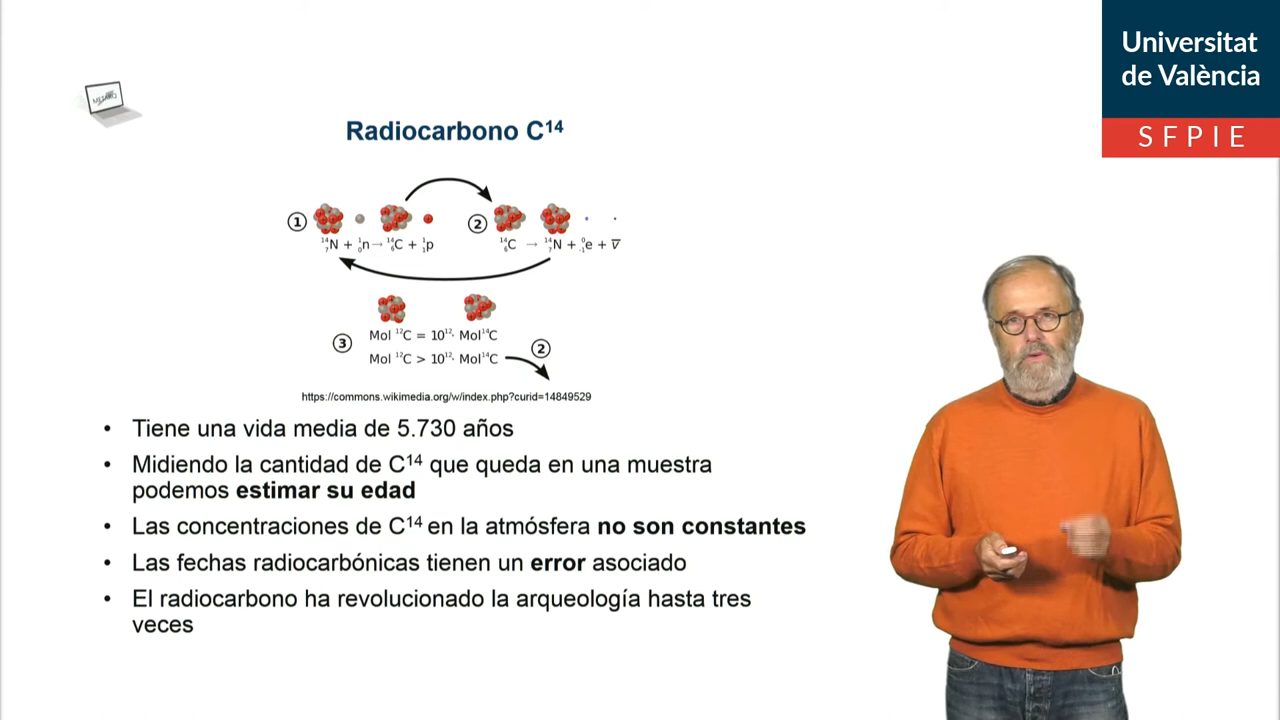 Universitat
de València
SFPIE
METARQ
Radiocarbono C¹⁴
① ②
¹⁴₇N + ¹₀n → ¹⁴₆C + ¹₁p
¹⁴₆C → ¹⁴₇N + ⁰₋₁e + ν̅
③ Mol ¹²C = 10¹²· Mol¹⁴C
②
Mol ¹²C > 10¹²· Mol¹⁴C
https://commons.wikimedia.org/w/index.php?curid=14849529
• Tiene una vida media de 5.730 años
• Midiendo la cantidad de C¹⁴ que queda en una muestra
podemos estimar su edad
• Las concentraciones de C¹⁴ en la atmósfera no son constantes
• Las fechas radiocarbónicas tienen un error asociado
• El radiocarbono ha revolucionado la arqueología hasta tres
veces